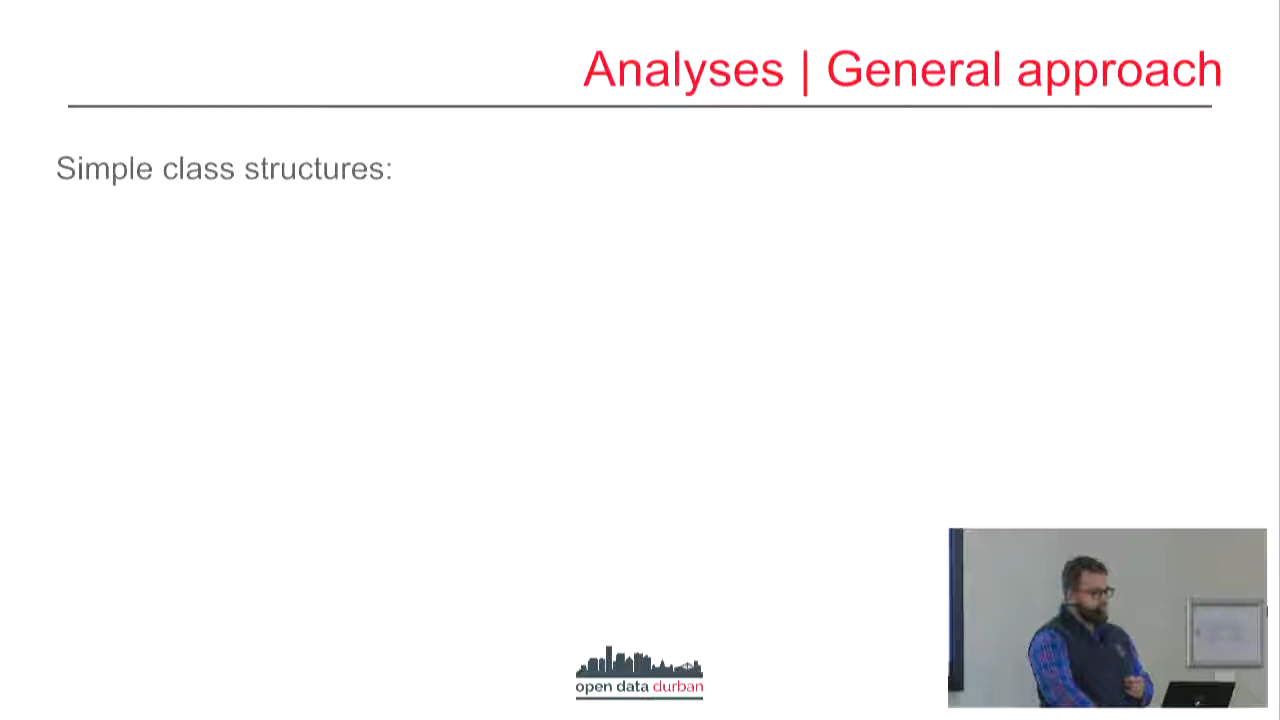 Analyses | General approach
Simple class structures:
open data durban